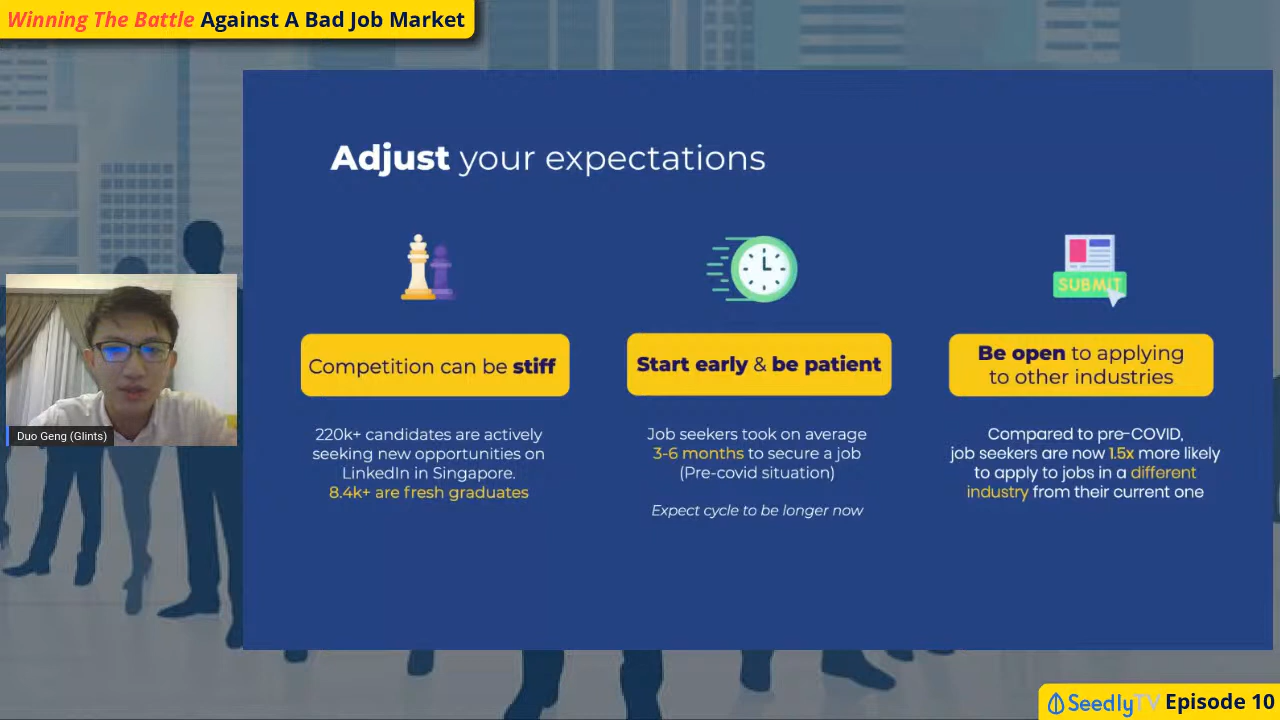 Winning The Battle Against A Bad Job Market
Adjust your expectations
SUBMIT
Competition can be stiff
Start early & be patient
Be open to applying
to other industries
220k+ candidates are actively
seeking new opportunities on
LinkedIn in Singapore.
8.4k+ are fresh graduates
Job seekers took on average
3-6 months to secure a job
(Pre-covid situation)
Expect cycle to be longer now
Compared to pre-COVID,
job seekers are now 1.5x more likely
to apply to jobs in a different
industry from their current one
Duo Geng (Glints)
SeedlyTV Episode 10